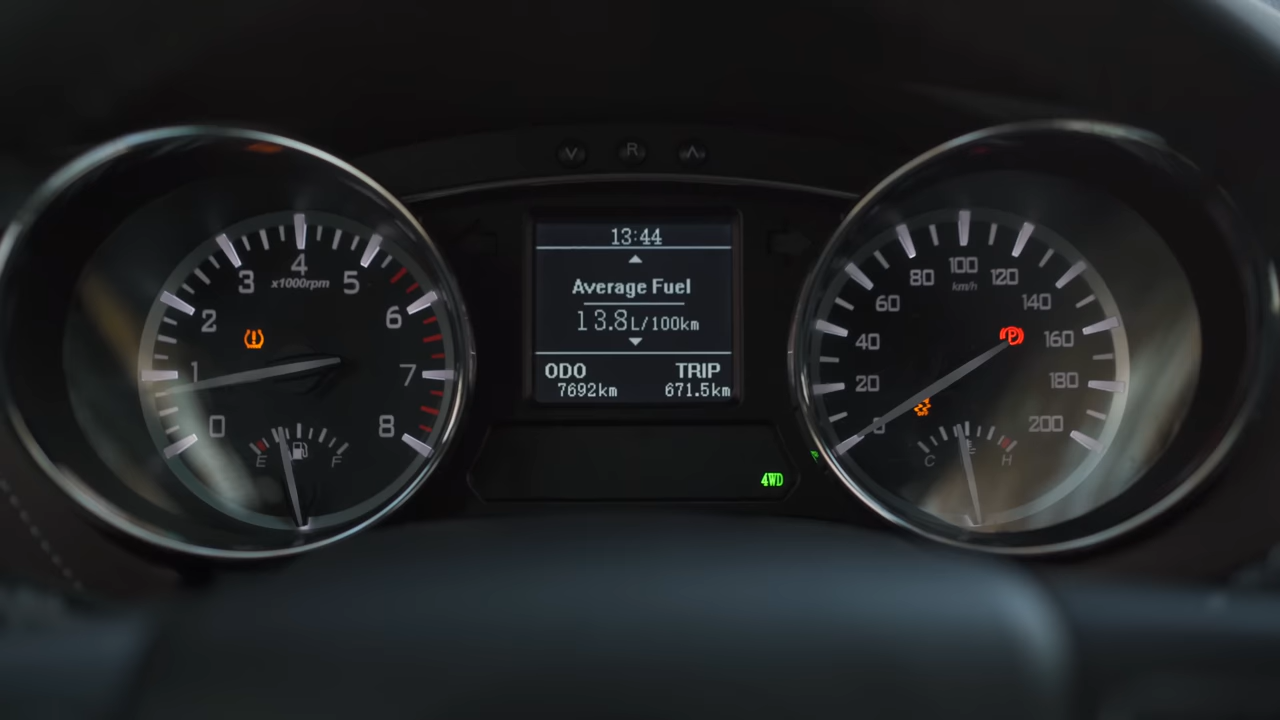 V R Λ
13:44
Average Fuel
13.8L/100km
ODO TRIP
7692km 671.5km
0 1 2 3 4 5 6 7 8
x1000rpm
E F
0 20 40 60 80 100 120 140 160 180 200
km/h
P
OFF
C H
4WD